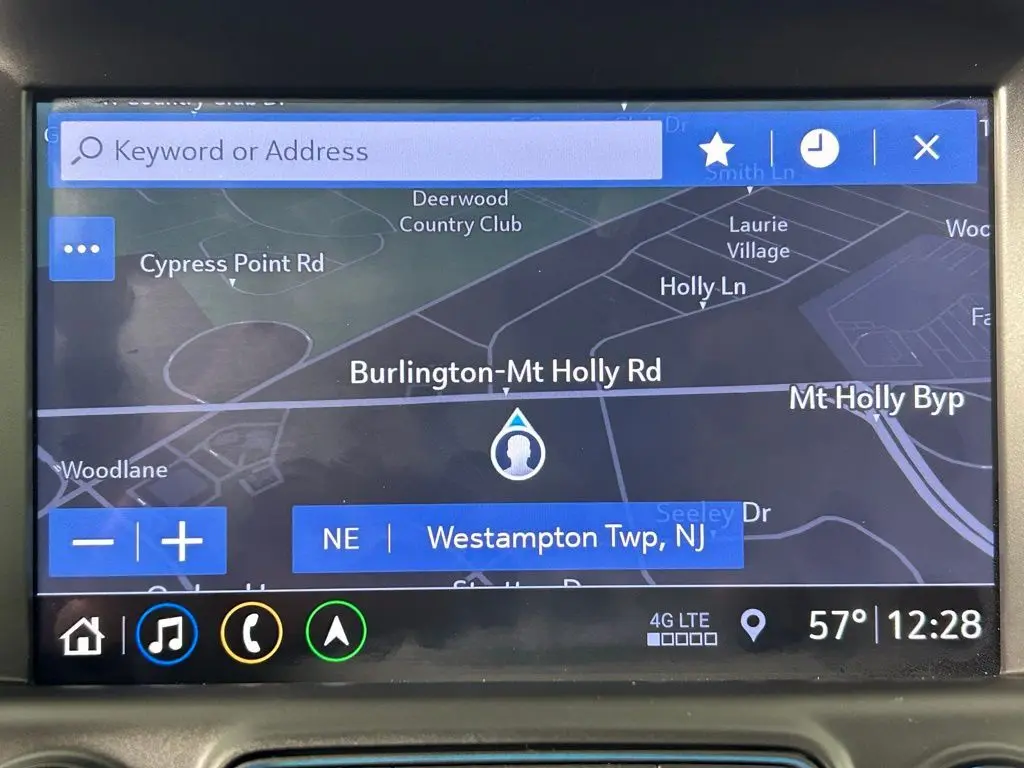 Keyword or Address
Smith Ln
Deerwood
Country Club
Laurie
Village
Cypress Point Rd
Holly Ln
Burlington-Mt Holly Rd
Mt Holly Byp
Woodlane
Seeley Dr
NE
Westampton Twp, NJ
4G LTE
57°
12:28